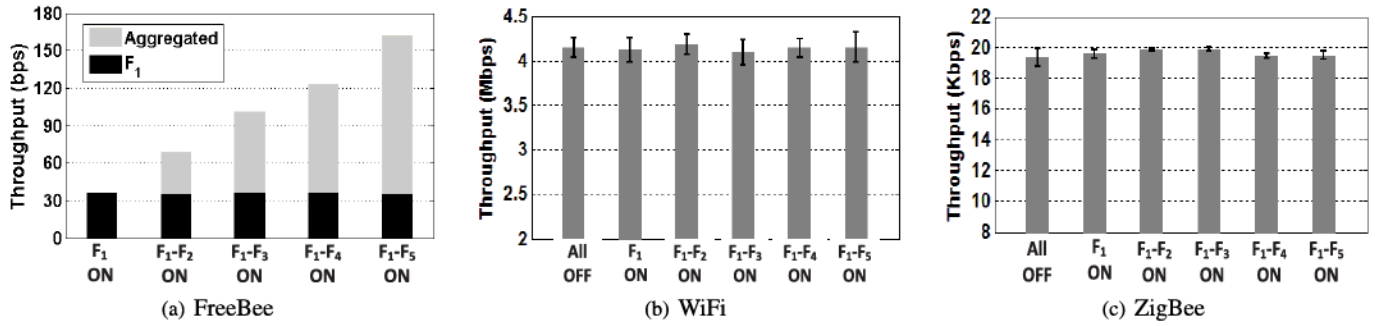 Throughput (bps)
180
150
120
90
60
30
0
Aggregated
F1
F1 ON
F1-F2 ON
F1-F3 ON
F1-F4 ON
F1-F5 ON
(a) FreeBee
Throughput (Mbps)
4.5
4
3.5
3
2.5
2
All OFF
F1 ON
F1-F2 ON
F1-F3 ON
F1-F4 ON
F1-F5 ON
(b) WiFi
Throughput (Kbps)
22
20
18
16
14
12
10
8
All OFF
F1 ON
F1-F2 ON
F1-F3 ON
F1-F4 ON
F1-F5 ON
(c) ZigBee